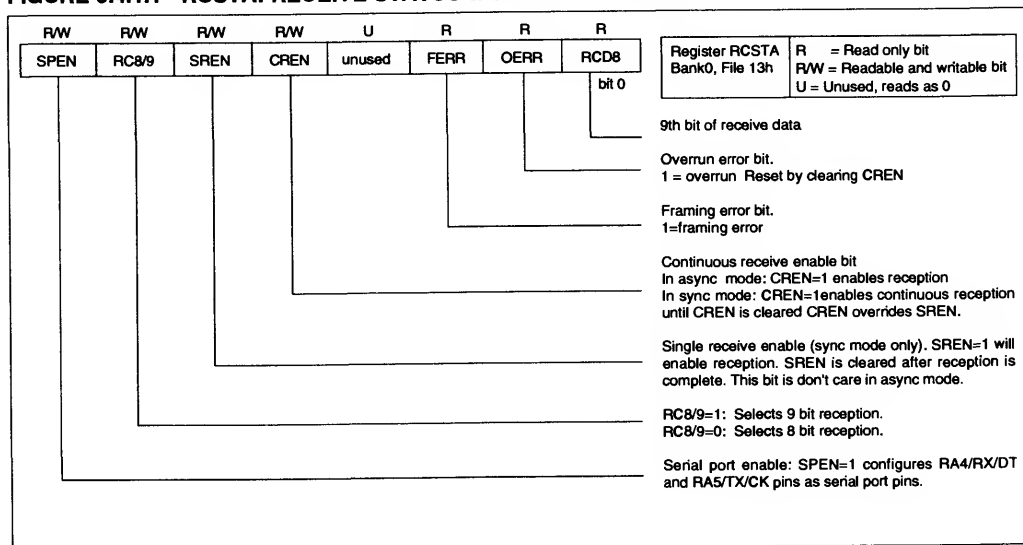 R/W R/W R/W R/W U R R R
SPEN RC8/9 SREN CREN unused FERR OERR RCD8
bit 0
Register RCSTA
Bank0, File 13h
R = Read only bit
R/W = Readable and writable bit
U = Unused, reads as 0
9th bit of receive data
Overrun error bit.
1 = overrun Reset by clearing CREN
Framing error bit.
1=framing error
Continuous receive enable bit
In async mode: CREN=1 enables reception
In sync mode: CREN=1enables continuous reception
until CREN is cleared CREN overrides SREN.
Single receive enable (sync mode only). SREN=1 will
enable reception. SREN is cleared after reception is
complete. This bit is don't care in async mode.
RC8/9=1: Selects 9 bit reception.
RC8/9=0: Selects 8 bit reception.
Serial port enable: SPEN=1 configures RA4/RX/DT
and RA5/TX/CK pins as serial port pins.